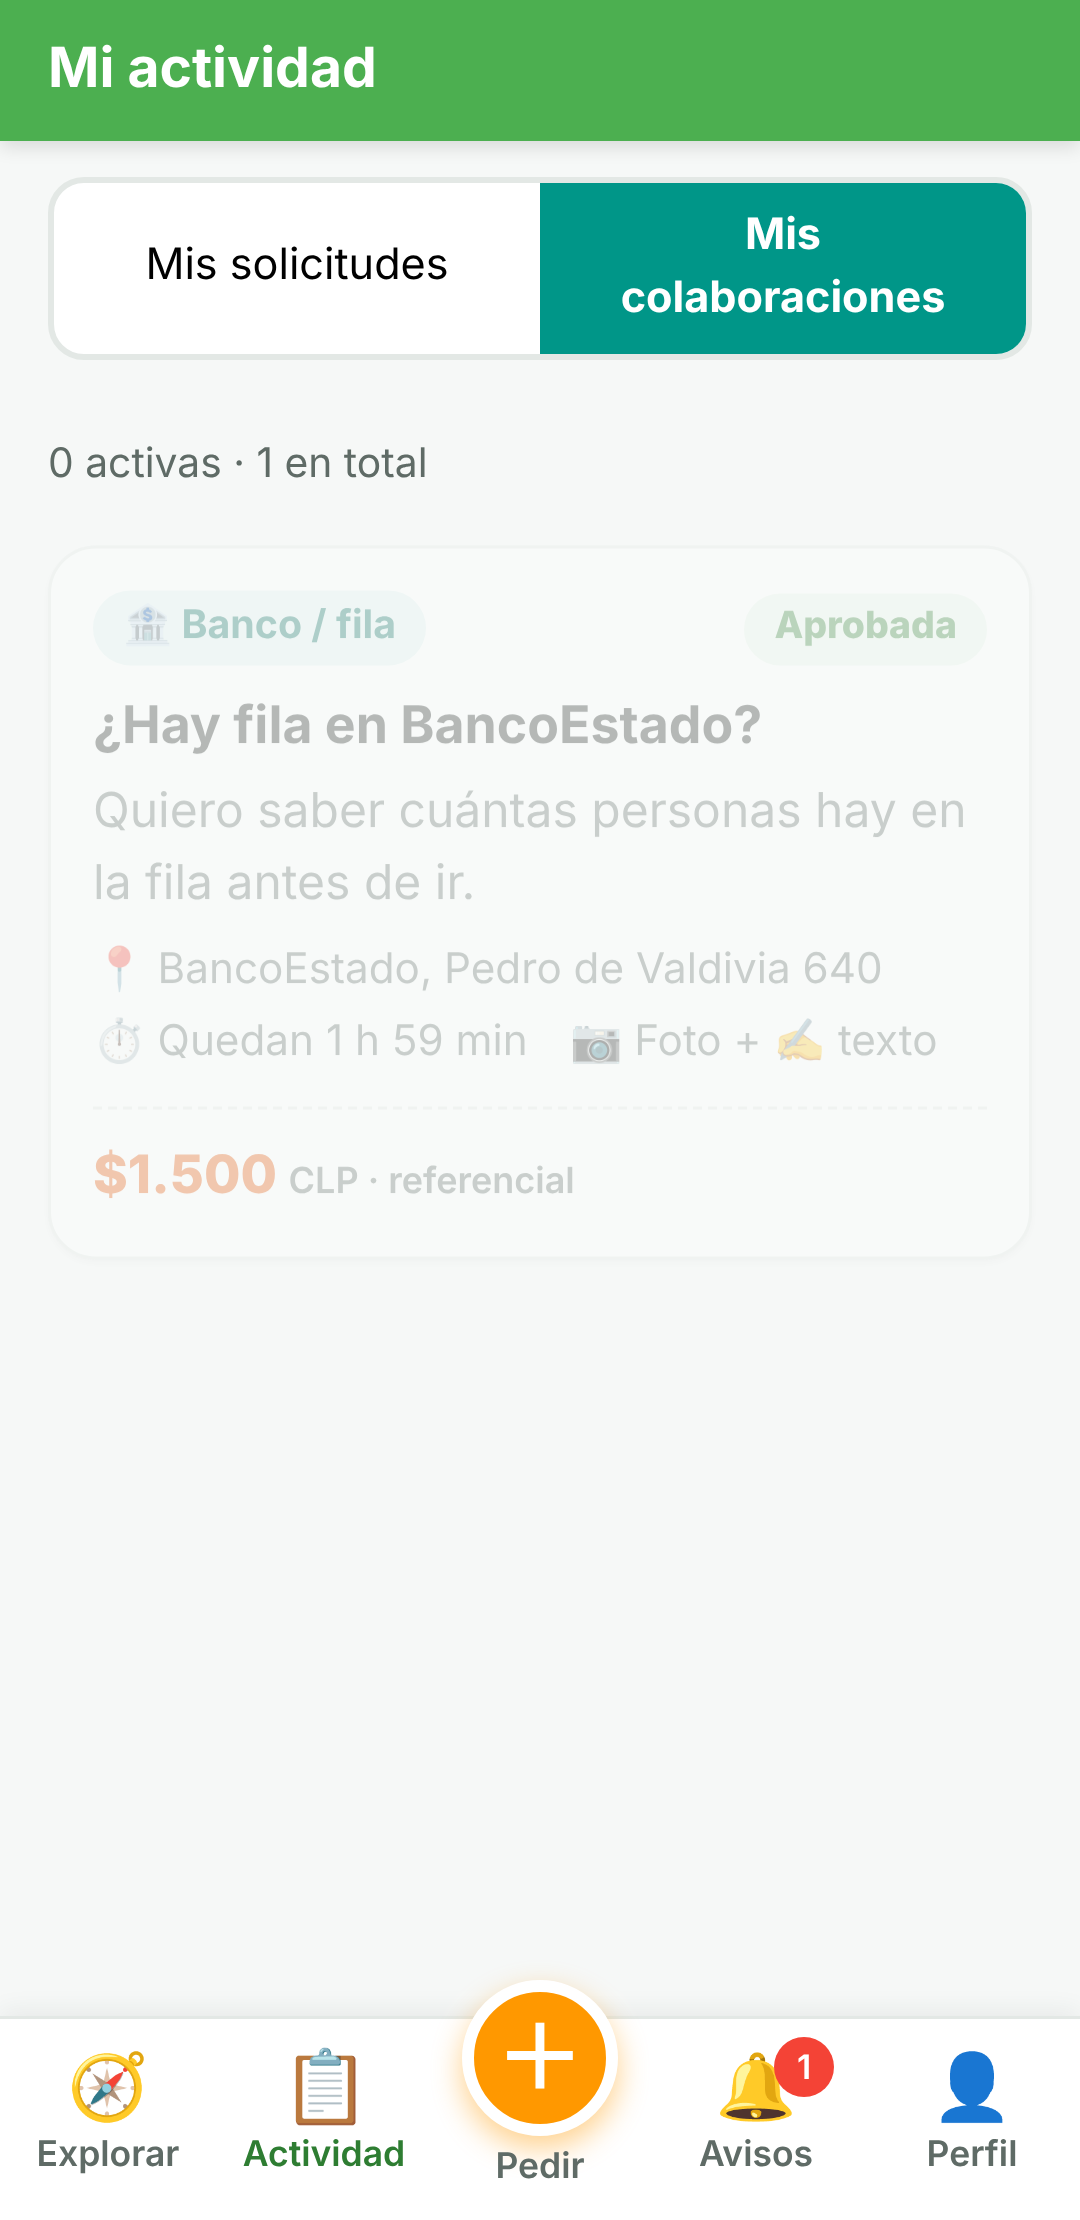 Mi actividad
Mis solicitudes
Mis
colaboraciones
0 activas · 1 en total
🏦 Banco / fila
Aprobada
¿Hay fila en BancoEstado?
Quiero saber cuántas personas hay en
la fila antes de ir.
📍 BancoEstado, Pedro de Valdivia 640
⏱️ Quedan 1 h 59 min 📷 Foto + ✍️ texto
$1.500 CLP · referencial
1
Explorar
Actividad
Pedir
Avisos
Perfil